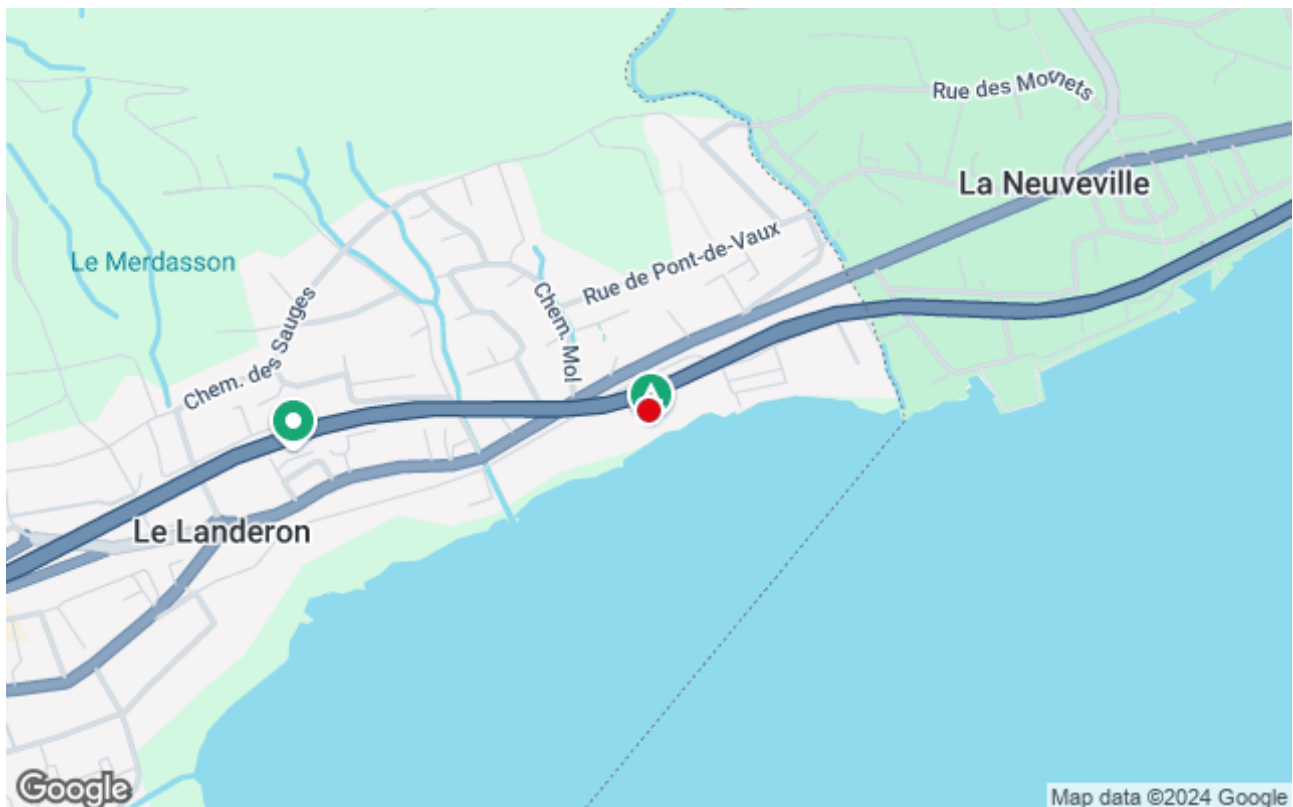 Rue des Mornets
La Neuveville
Rue de Pont-de-Vaux
Le Merdasson
Chem. Mol
Chem. des Sauges
Le Landeron
Google
Map data ©2024 Google